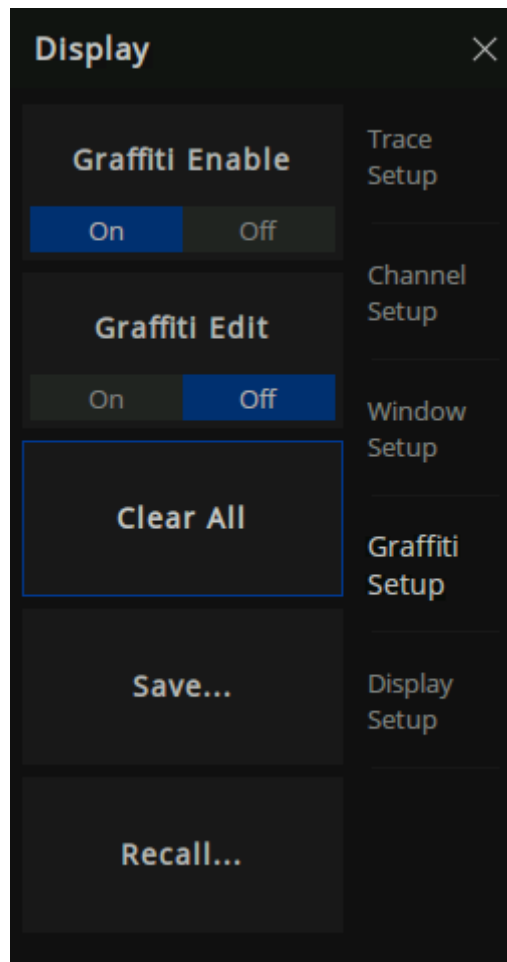 Display
Graffiti Enable
On Off
Graffiti Edit
On Off
Clear All
Save...
Recall...
Trace
Setup
Channel
Setup
Window
Setup
Graffiti
Setup
Display
Setup